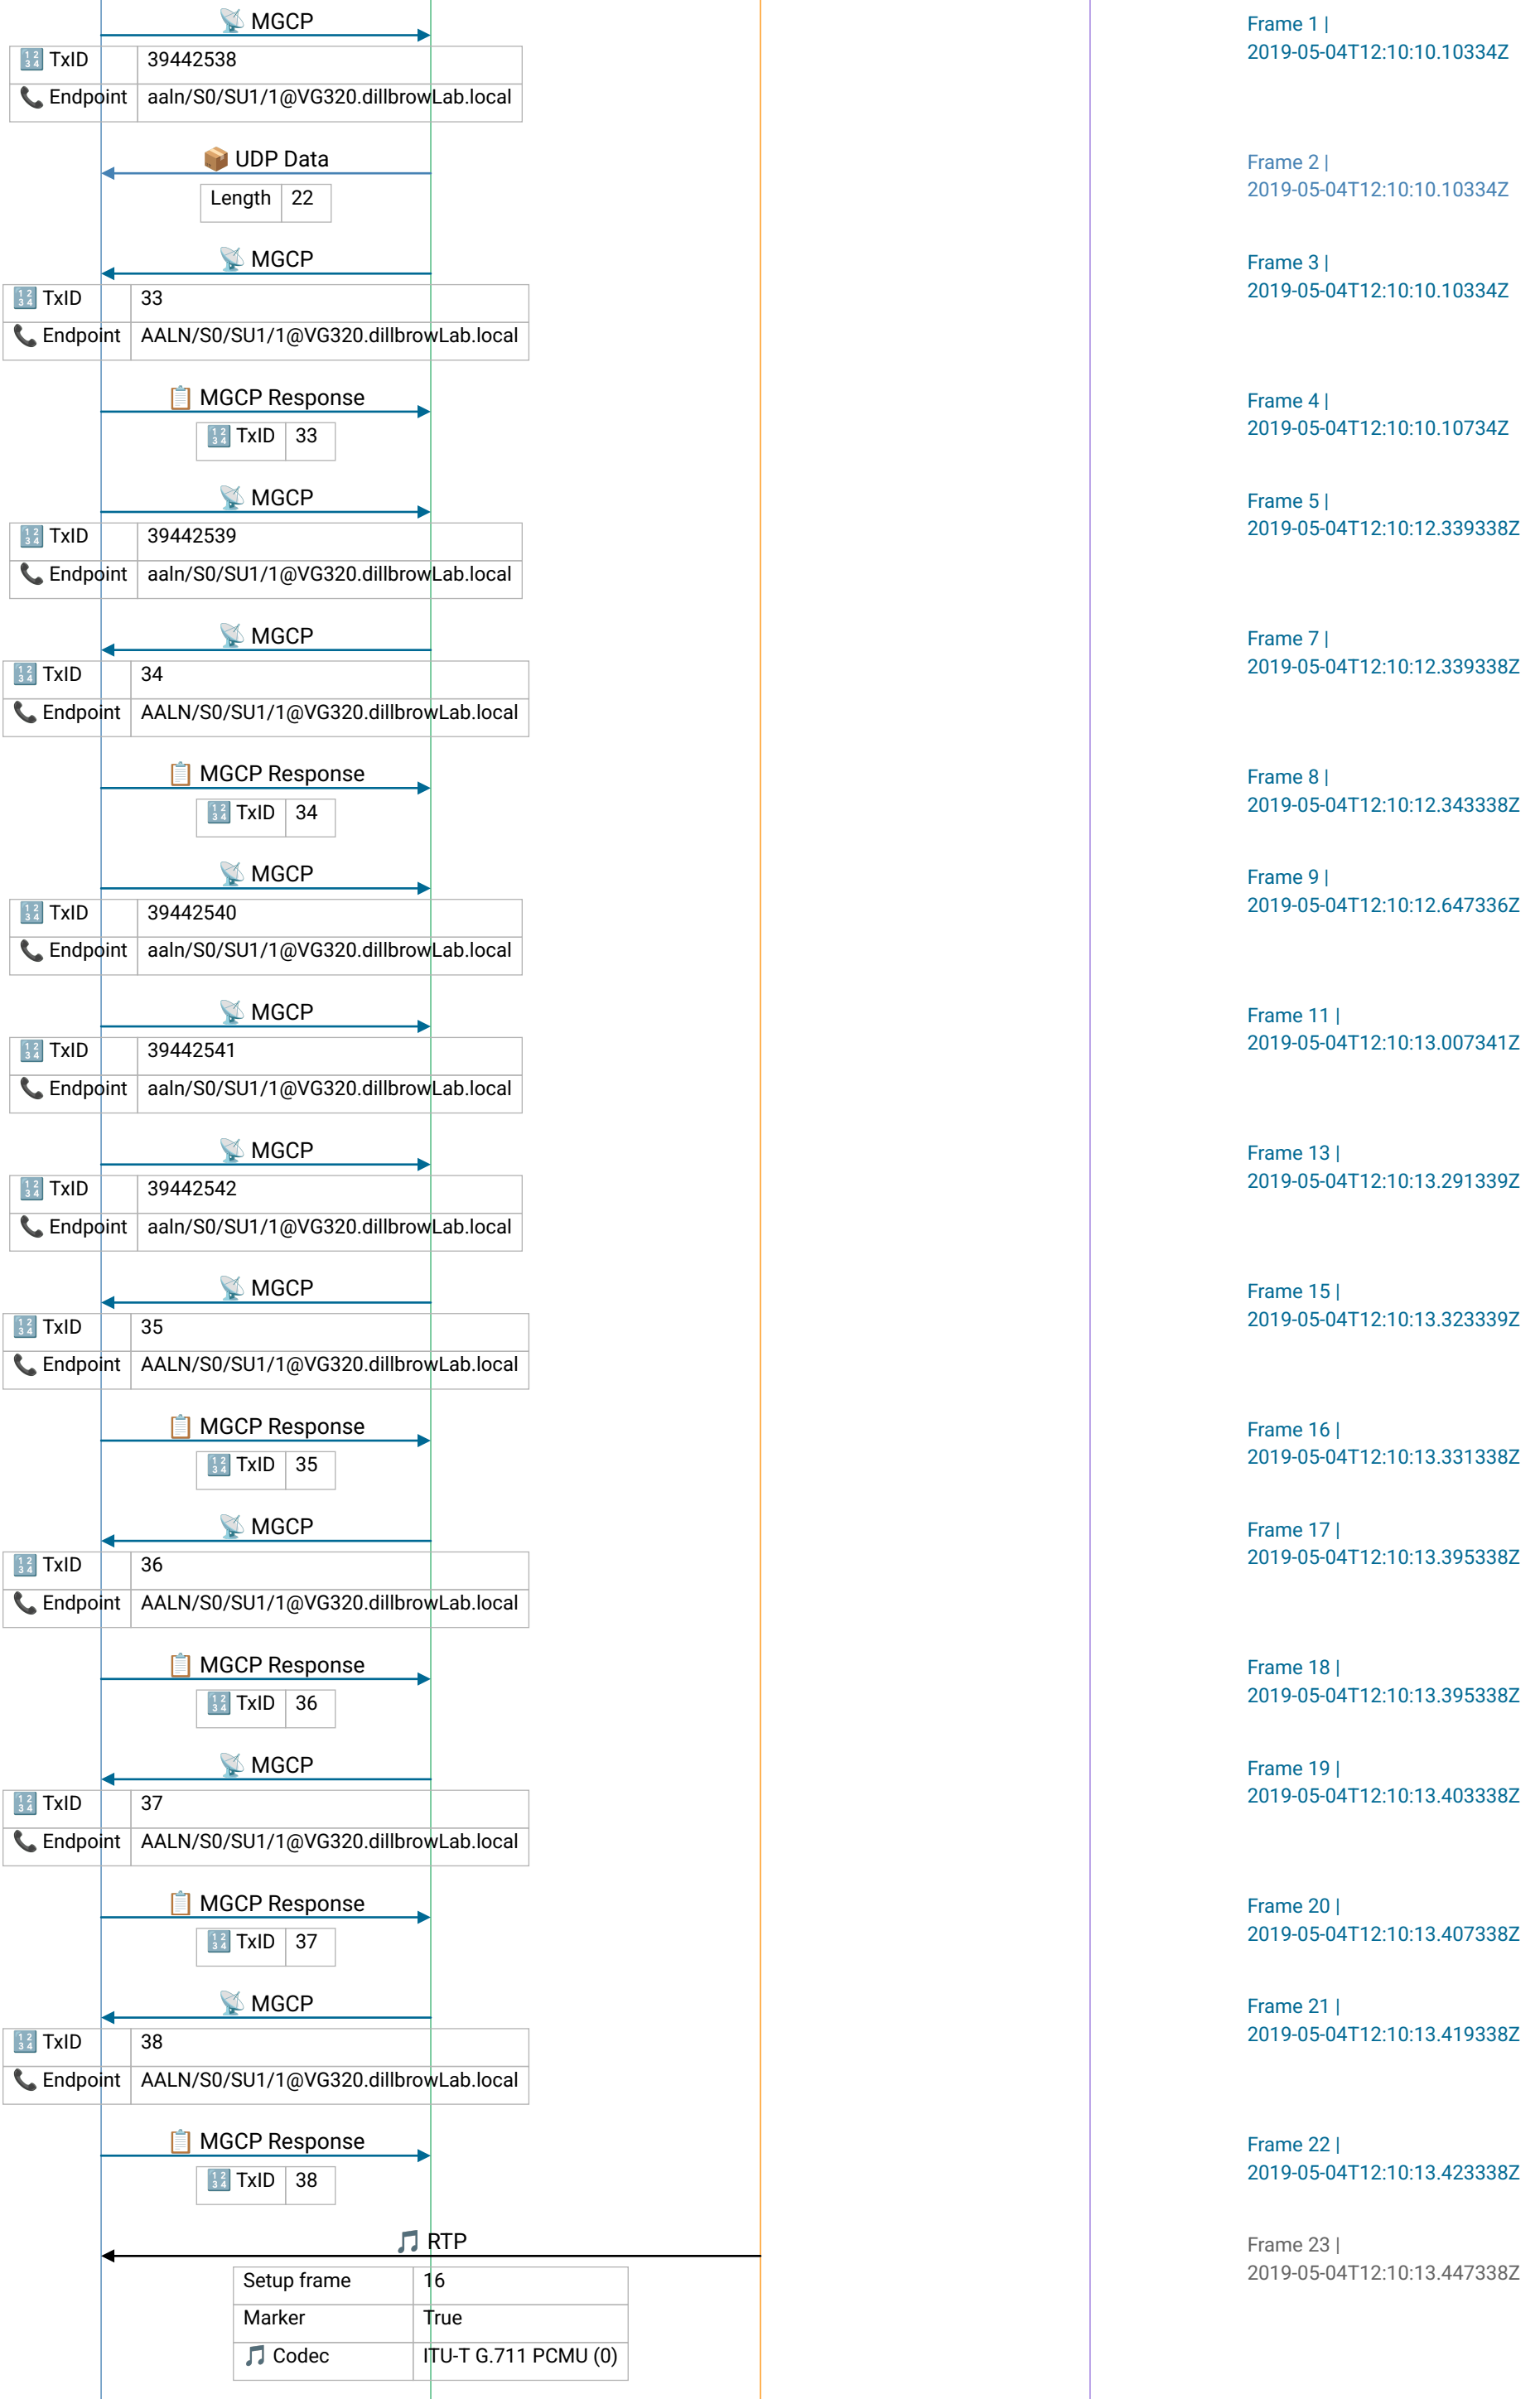 📡 MGCP
Frame 1 |
2019-05-04T12:10:10.10334Z
🔢 TxID 39442538
📞 Endpoint aaln/S0/SU1/1@VG320.dillbrowLab.local
📦 UDP Data
Frame 2 |
2019-05-04T12:10:10.10334Z
Length 22
📡 MGCP
Frame 3 |
2019-05-04T12:10:10.10334Z
🔢 TxID 33
📞 Endpoint AALN/S0/SU1/1@VG320.dillbrowLab.local
📋 MGCP Response
Frame 4 |
2019-05-04T12:10:10.10734Z
🔢 TxID 33
📡 MGCP
Frame 5 |
2019-05-04T12:10:12.339338Z
🔢 TxID 39442539
📞 Endpoint aaln/S0/SU1/1@VG320.dillbrowLab.local
📡 MGCP
Frame 7 |
2019-05-04T12:10:12.339338Z
🔢 TxID 34
📞 Endpoint AALN/S0/SU1/1@VG320.dillbrowLab.local
📋 MGCP Response
Frame 8 |
2019-05-04T12:10:12.343338Z
🔢 TxID 34
📡 MGCP
Frame 9 |
2019-05-04T12:10:12.647336Z
🔢 TxID 39442540
📞 Endpoint aaln/S0/SU1/1@VG320.dillbrowLab.local
📡 MGCP
Frame 11 |
2019-05-04T12:10:13.007341Z
🔢 TxID 39442541
📞 Endpoint aaln/S0/SU1/1@VG320.dillbrowLab.local
📡 MGCP
Frame 13 |
2019-05-04T12:10:13.291339Z
🔢 TxID 39442542
📞 Endpoint aaln/S0/SU1/1@VG320.dillbrowLab.local
📡 MGCP
Frame 15 |
2019-05-04T12:10:13.323339Z
🔢 TxID 35
📞 Endpoint AALN/S0/SU1/1@VG320.dillbrowLab.local
📋 MGCP Response
Frame 16 |
2019-05-04T12:10:13.331338Z
🔢 TxID 35
📡 MGCP
Frame 17 |
2019-05-04T12:10:13.395338Z
🔢 TxID 36
📞 Endpoint AALN/S0/SU1/1@VG320.dillbrowLab.local
📋 MGCP Response
Frame 18 |
2019-05-04T12:10:13.395338Z
🔢 TxID 36
📡 MGCP
Frame 19 |
2019-05-04T12:10:13.403338Z
🔢 TxID 37
📞 Endpoint AALN/S0/SU1/1@VG320.dillbrowLab.local
📋 MGCP Response
Frame 20 |
2019-05-04T12:10:13.407338Z
🔢 TxID 37
📡 MGCP
Frame 21 |
2019-05-04T12:10:13.419338Z
🔢 TxID 38
📞 Endpoint AALN/S0/SU1/1@VG320.dillbrowLab.local
📋 MGCP Response
Frame 22 |
2019-05-04T12:10:13.423338Z
🔢 TxID 38
🎵 RTP
Frame 23 |
2019-05-04T12:10:13.447338Z
Setup frame 16
Marker True
🎵 Codec ITU-T G.711 PCMU (0)